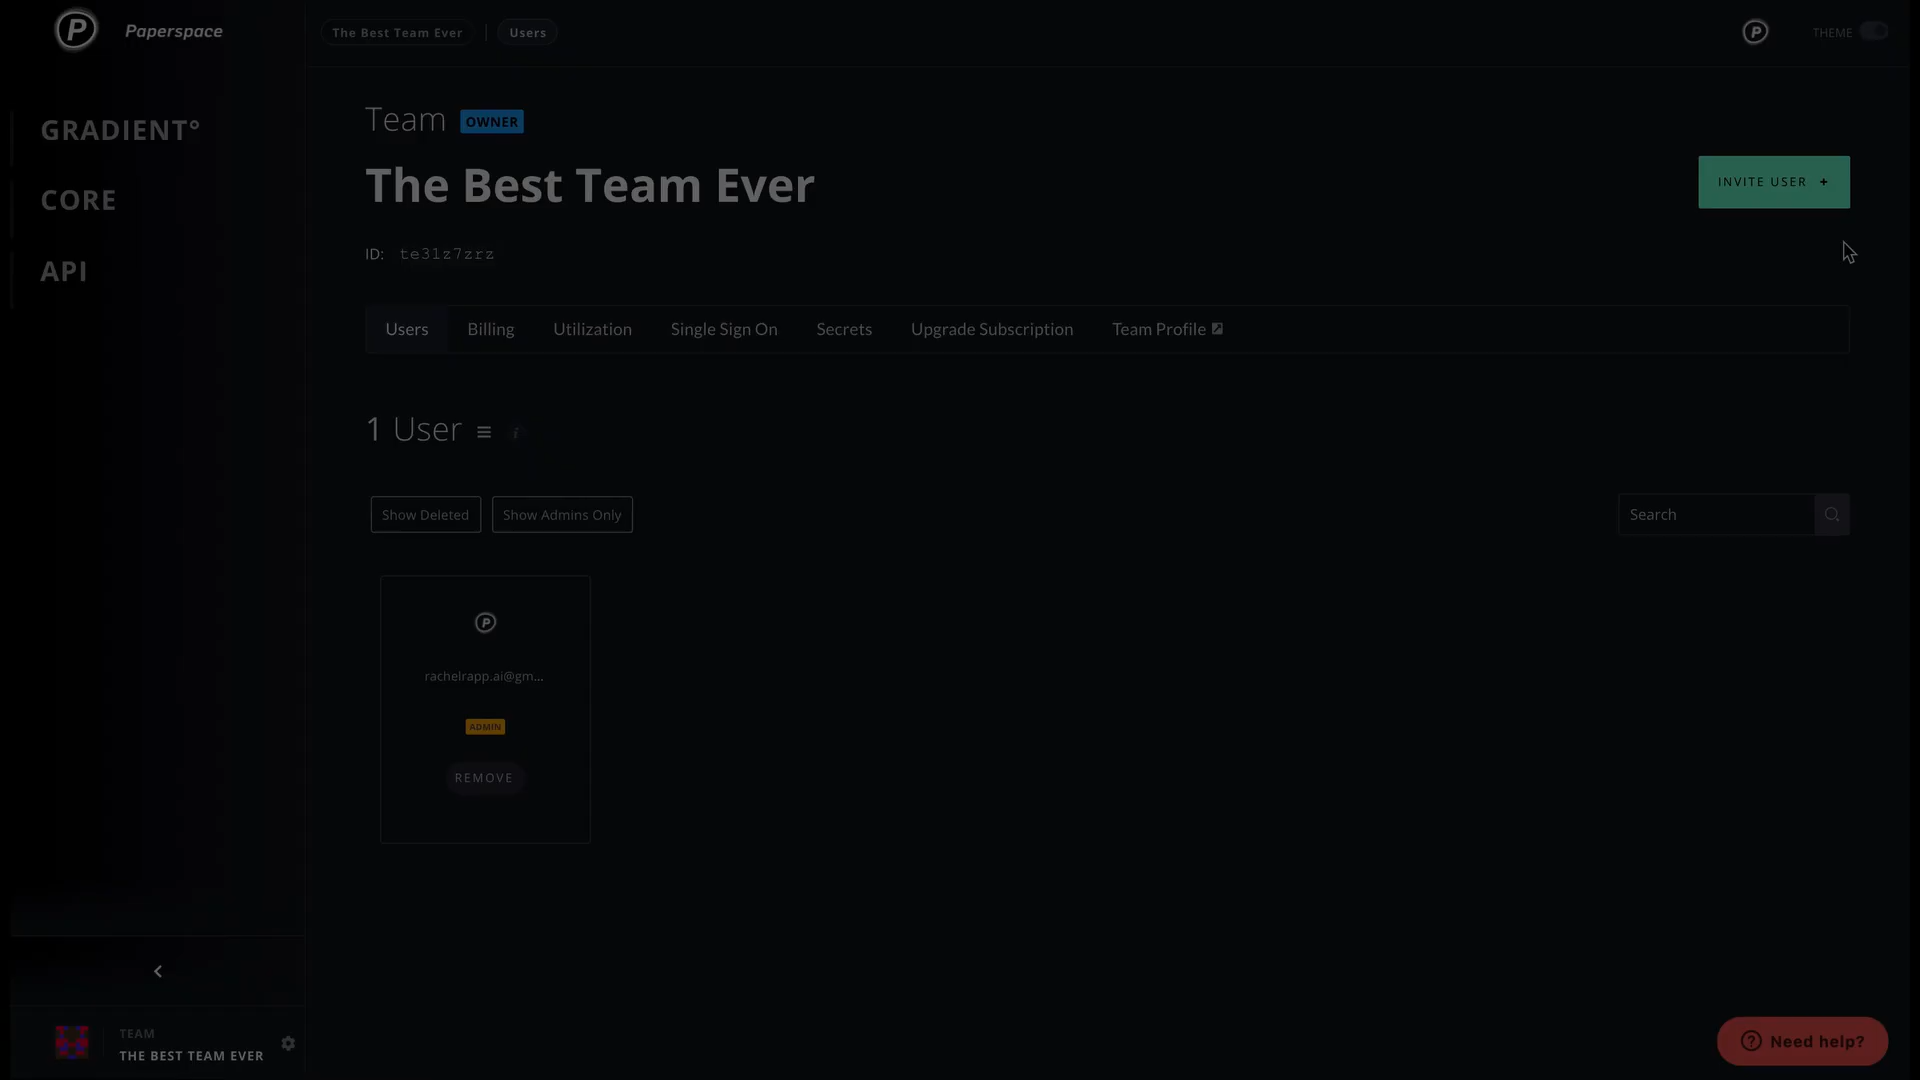 Paperspace
The Best Team Ever | Users
THEME
GRADIENT°
CORE
API
Team OWNER
The Best Team Ever
INVITE USER +
ID: te31z7zrz
Users Billing Utilization Single Sign On Secrets Upgrade Subscription Team Profile
1 User
Show Deleted Show Admins Only
Search
rachelrapp.ai@gm...
ADMIN
REMOVE
TEAM
THE BEST TEAM EVER
Need help?